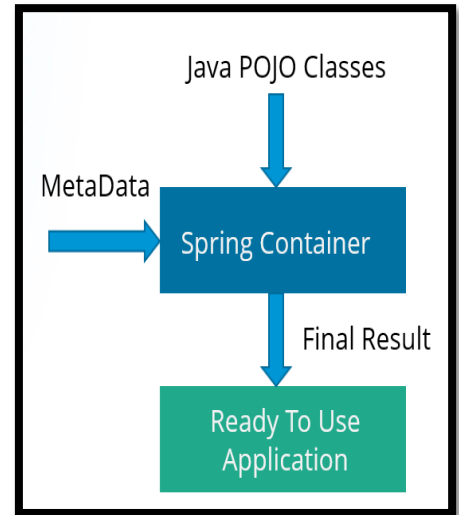 Java POJO Classes
MetaData
Spring Container
Final Result
Ready To Use
Application